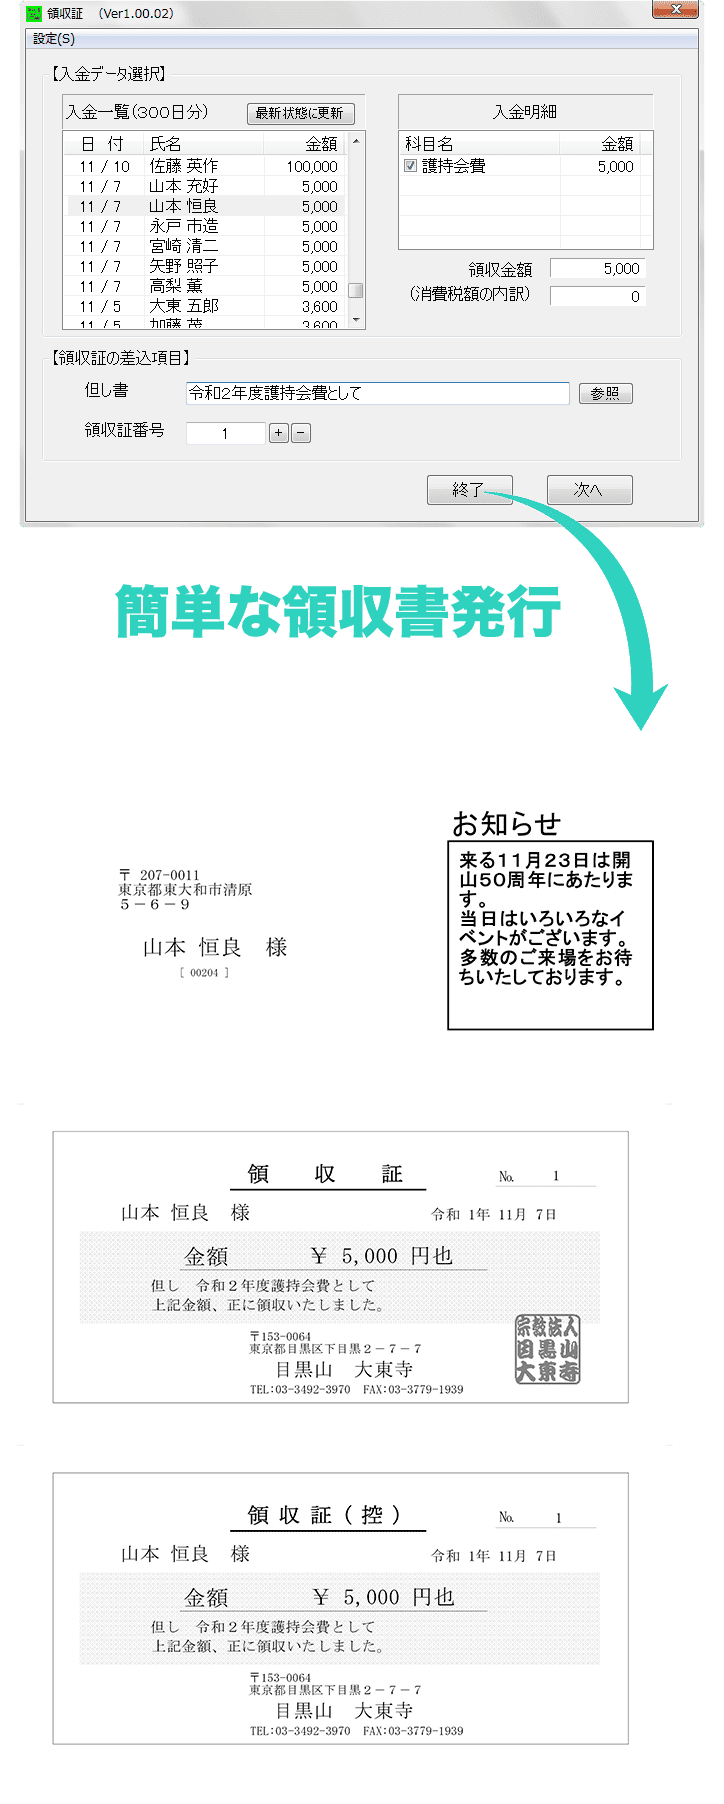 領収証 （Ver1.00.02）
設定(S)
【入金データ選択】
入金一覧（300日分）
最新状態に更新
日 付 氏名 金額
11 / 10 佐藤 英作 100,000
11 / 7 山本 充好 5,000
11 / 7 山本 恒良 5,000
11 / 7 永戸 市造 5,000
11 / 7 宮崎 清二 5,000
11 / 7 矢野 照子 5,000
11 / 7 高梨 薫 5,000
11 / 5 大東 五郎 3,600
11 / 5 加藤 茂 3,600
入金明細
科目名 金額
護持会費 5,000
領収金額 5,000
（消費税額の内訳） 0
【領収証の差込項目】
但し書 令和2年度護持会費として 参照
領収証番号 1 + －
終了 次へ
簡単な領収書発行
〒 207-0011
東京都東大和市清原
５－６－９
山本 恒良 様
[ 00204 ]
お知らせ
来る１１月２３日は開
山５０周年にあたりま
す。
当日はいろいろなイ
ベントがございます。
多数のご来場をお待
ちいたしております。
領 収 証
№ 1
山本 恒良 様
令和 1年 11月 7日
金額 ￥ 5,000 円也
但し 令和２年度護持会費として
上記金額、正に領収いたしました。
〒153-0064
東京都目黒区下目黒２－７－７
目黒山 大東寺
TEL:03-3492-3970 FAX:03-3779-1939
宗教法人
目黒山
大東寺
領 収 証 （ 控 ）
№ 1
山本 恒良 様
令和 1年 11月 7日
金額 ￥ 5,000 円也
但し 令和２年度護持会費として
上記金額、正に領収いたしました。
〒153-0064
東京都目黒区下目黒２－７－７
目黒山 大東寺
TEL:03-3492-3970 FAX:03-3779-1939